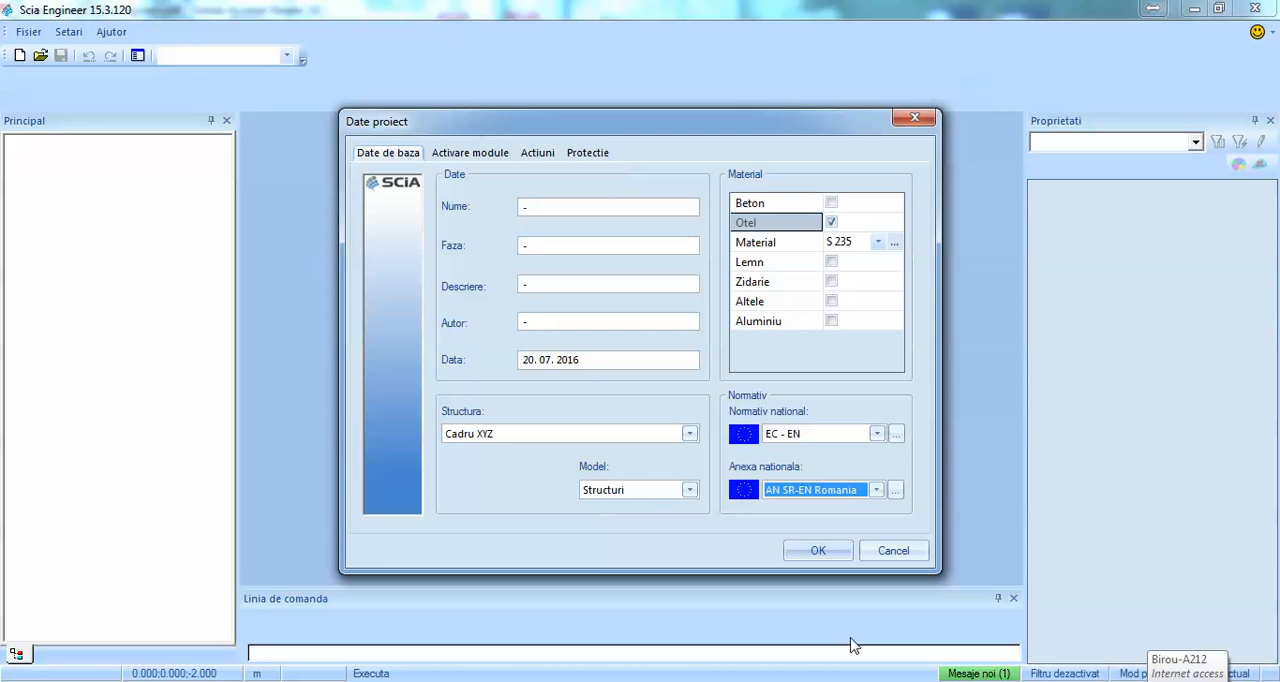 Scia Engineer 15.3.120
Fisier Setari Ajutor
Principal
Proprietati
Date proiect
Date de baza Activare module Actiuni Protectie
SCiA
Date
Nume: -
Faza: -
Descriere: -
Autor: -
Data: 20. 07. 2016
Material
Beton
Otel
Material S 235 ...
Lemn
Zidarie
Altele
Aluminiu
Structura:
Cadru XYZ
Model:
Structuri
Normativ
Normativ national:
EC - EN ...
Anexa nationala:
AN SR-EN Romania ...
OK Cancel
Linia de comanda
Birou-A212
Internet access
0.000;0.000;-2.000 m Executa Mesaje noi (1) Filtru dezactivat Mod p ctual